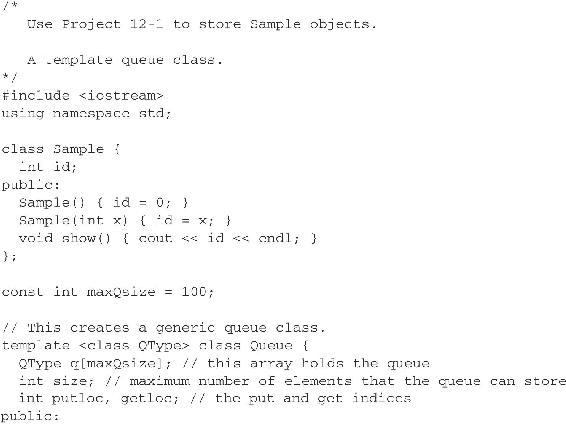 /*
Use Project 12-1 to store Sample objects.
A template queue class.
*/
#include <iostream>
using namespace std;
class Sample {
int id;
public:
Sample() { id = 0; }
Sample(int x) { id = x; }
void show() { cout << id << endl; }
};
const int maxQsize = 100;
// This creates a generic queue class.
template <class QType> class Queue {
QType q[maxQsize]; // this array holds the queue
int size; // maximum number of elements that the queue can store
int putloc, getloc; // the put and get indices
public: